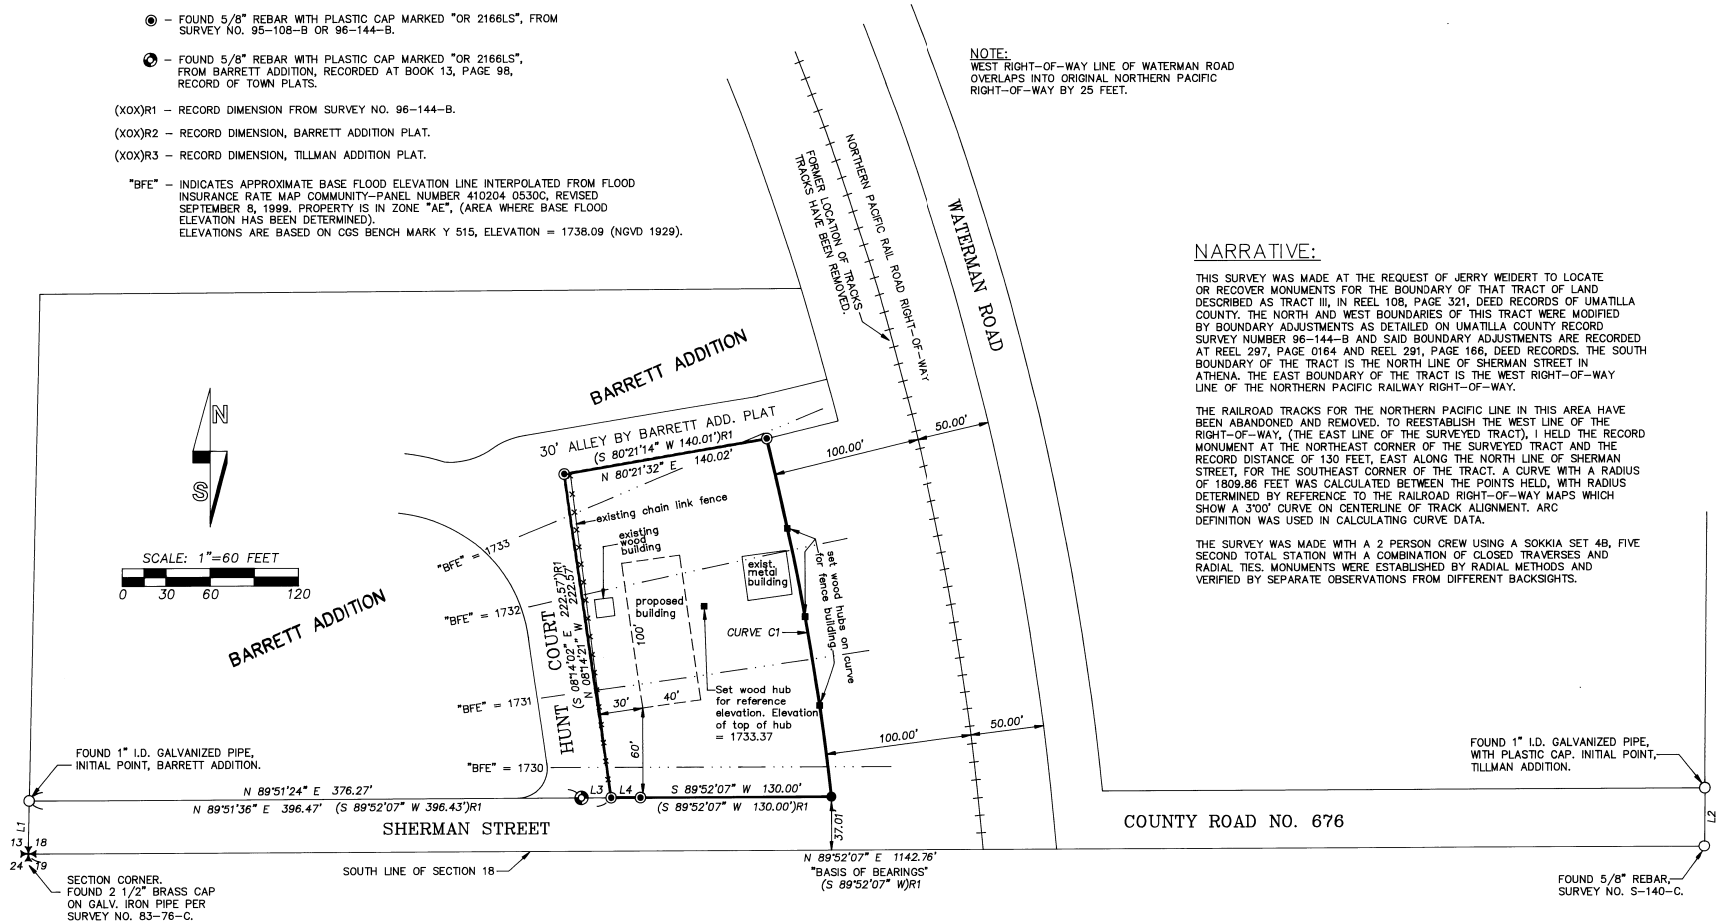 - FOUND 5/8" REBAR WITH PLASTIC CAP MARKED "OR 2166LS", FROM
SURVEY NO. 95-108-B OR 96-144-B.
- FOUND 5/8" REBAR WITH PLASTIC CAP MARKED "OR 2166LS",
FROM BARRETT ADDITION, RECORDED AT BOOK 13, PAGE 98,
RECORD OF TOWN PLATS.
(XOX)R1 - RECORD DIMENSION FROM SURVEY NO. 96-144-B.
(XOX)R2 - RECORD DIMENSION, BARRETT ADDITION PLAT.
(XOX)R3 - RECORD DIMENSION, TILLMAN ADDITION PLAT.
"BFE" - INDICATES APPROXIMATE BASE FLOOD ELEVATION LINE INTERPOLATED FROM FLOOD
INSURANCE RATE MAP COMMUNITY-PANEL NUMBER 410204 0530C, REVISED
SEPTEMBER 8, 1999. PROPERTY IS IN ZONE "AE", (AREA WHERE BASE FLOOD
ELEVATION HAS BEEN DETERMINED).
ELEVATIONS ARE BASED ON CGS BENCH MARK Y 515, ELEVATION = 1738.09 (NGVD 1929).
NOTE:
WEST RIGHT-OF-WAY LINE OF WATERMAN ROAD
OVERLAPS INTO ORIGINAL NORTHERN PACIFIC
RIGHT-OF-WAY BY 25 FEET.
NORTHERN PACIFIC RAIL ROAD RIGHT-OF-WAY
FORMER LOCATION OF TRACKS
TRACKS HAVE BEEN REMOVED.
WATERMAN ROAD
NARRATIVE:
THIS SURVEY WAS MADE AT THE REQUEST OF JERRY WEIDERT TO LOCATE
OR RECOVER MONUMENTS FOR THE BOUNDARY OF THAT TRACT OF LAND
DESCRIBED AS TRACT III, IN REEL 108, PAGE 321, DEED RECORDS OF UMATILLA
COUNTY. THE NORTH AND WEST BOUNDARIES OF THIS TRACT WERE MODIFIED
BY BOUNDARY ADJUSTMENTS AS DETAILED ON UMATILLA COUNTY RECORD
SURVEY NUMBER 96-144-B AND SAID BOUNDARY ADJUSTMENTS ARE RECORDED
AT REEL 297, PAGE 0164 AND REEL 291, PAGE 166, DEED RECORDS. THE SOUTH
BOUNDARY OF THE TRACT IS THE NORTH LINE OF SHERMAN STREET IN
ATHENA. THE EAST BOUNDARY OF THE TRACT IS THE WEST RIGHT-OF-WAY
LINE OF THE NORTHERN PACIFIC RAILWAY RIGHT-OF-WAY.
THE RAILROAD TRACKS FOR THE NORTHERN PACIFIC LINE IN THIS AREA HAVE
BEEN ABANDONED AND REMOVED. TO REESTABLISH THE WEST LINE OF THE
RIGHT-OF-WAY, (THE EAST LINE OF THE SURVEYED TRACT), I HELD THE RECORD
MONUMENT AT THE NORTHEAST CORNER OF THE SURVEYED TRACT AND THE
RECORD DISTANCE OF 130 FEET, EAST ALONG THE NORTH LINE OF SHERMAN
STREET, FOR THE SOUTHEAST CORNER OF THE TRACT. A CURVE WITH A RADIUS
OF 1809.86 FEET WAS CALCULATED BETWEEN THE POINTS HELD, WITH RADIUS
DETERMINED BY REFERENCE TO THE RAILROAD RIGHT-OF-WAY MAPS WHICH
SHOW A 3°00' CURVE ON CENTERLINE OF TRACK ALIGNMENT. ARC
DEFINITION WAS USED IN CALCULATING CURVE DATA.
THE SURVEY WAS MADE WITH A 2 PERSON CREW USING A SOKKIA SET 4B, FIVE
SECOND TOTAL STATION WITH A COMBINATION OF CLOSED TRAVERSES AND
RADIAL TIES. MONUMENTS WERE ESTABLISHED BY RADIAL METHODS AND
VERIFIED BY SEPARATE OBSERVATIONS FROM DIFFERENT BACKSIGHTS.
BARRETT ADDITION
30' ALLEY BY BARRETT ADD. PLAT
(S 80°21'14" W 140.01')R1
N 80°21'32" E 140.02'
100.00'
50.00'
N
S
SCALE: 1"=60 FEET
0 30 60 120
existing chain link fence
existing
wood
building
exist.
metal
building
proposed
building
100'
set wood hubs on curve
for fence building
CURVE C1
"BFE" = 1733
"BFE" = 1732
"BFE" = 1731
"BFE" = 1730
BARRETT ADDITION
HUNT COURT
(S 08°14'02" E 222.57')R1
N 08°14'21" W 222.57'
30'
40'
60'
Set wood hub
for reference
elevation. Elevation
of top of hub
= 1733.37
100.00'
50.00'
FOUND 1" I.D. GALVANIZED PIPE,
INITIAL POINT, BARRETT ADDITION.
FOUND 1" I.D. GALVANIZED PIPE,
WITH PLASTIC CAP. INITIAL POINT,
TILLMAN ADDITION.
N 89°51'24" E 376.27'
N 89°51'36" E 396.47' (S 89°52'07" W 396.43')R1
L3 L4
S 89°52'07" W 130.00'
(S 89°52'07" W 130.00')R1
L1
L2
37.01'
SHERMAN STREET
COUNTY ROAD NO. 676
13 18
24 19
SOUTH LINE OF SECTION 18
N 89°52'07" E 1142.76'
"BASIS OF BEARINGS"
(S 89°52'07" W)R1
SECTION CORNER.
FOUND 2 1/2" BRASS CAP
ON GALV. IRON PIPE PER
SURVEY NO. 83-76-C.
FOUND 5/8" REBAR,
SURVEY NO. S-140-C.